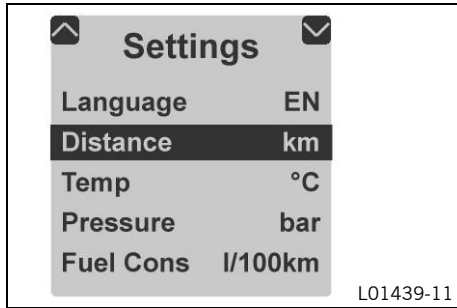 Settings
Language EN
Distance km
Temp °C
Pressure bar
Fuel Cons l/100km
L01439-11